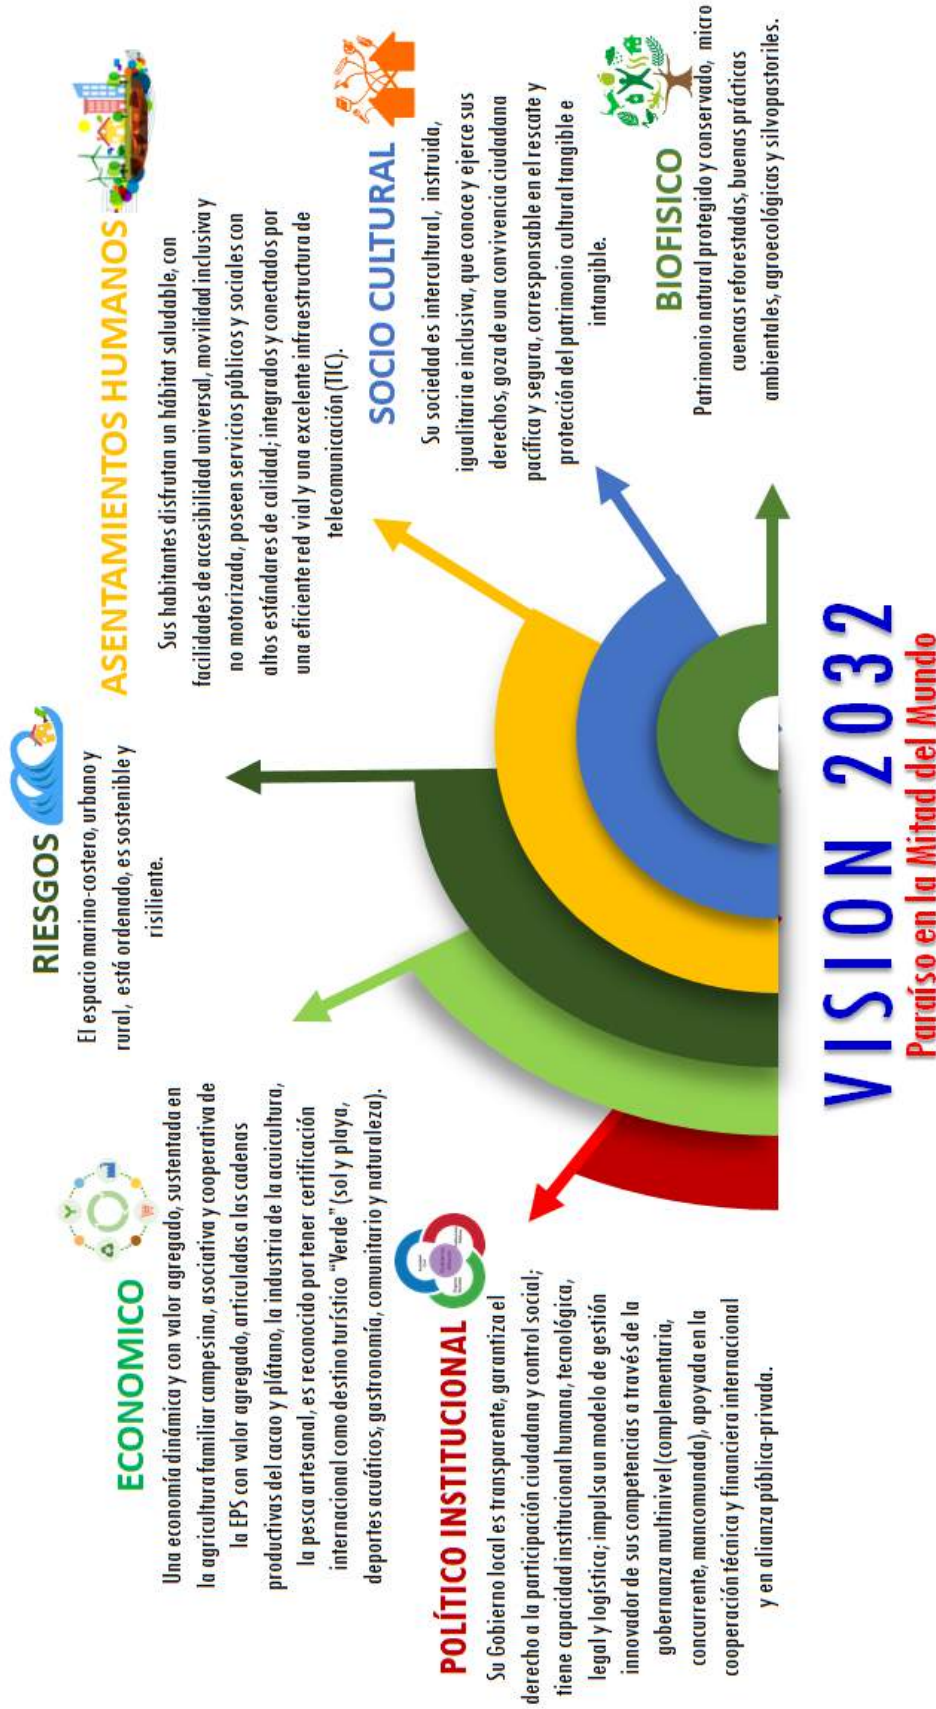 POLÍTICO INSTITUCIONAL
Su Gobierno local es transparente, garantiza el
derecho a la participación ciudadana y control social;
tiene capacidad institucional humana, tecnológica,
legal y logística; impulsa un modelo de gestión
innovador de sus competencias a través de la
gobernanza multinivel (complementaria,
concurrente, mancomunada), apoyada en la
cooperación técnica y financiera internacional
y en alianza pública-privada.
ECONOMICO
Una economía dinámica y con valor agregado, sustentada en
la agricultura familiar campesina, asociativa y cooperativa de
la EPS con valor agregado, articuladas a las cadenas
productivas del cacao y plátano, la industria de la acuicultura,
la pesca artesanal, es reconocido por tener certificación
internacional como destino turístico "Verde" (sol y playa,
deportes acuáticos, gastronomía, comunitario y naturaleza).
RIESGOS
El espacio marino-costero, urbano y
rural, está ordenado, es sostenible y
risiliente.
ASENTAMIENTOS HUMANOS
Sus habitantes disfrutan un hábitat saludable, con
facilidades de accesibilidad universal, movilidad inclusiva y
no motorizada, poseen servicios públicos y sociales con
altos estándares de calidad; integrados y conectados por
una eficiente red vial y una excelente infraestructura de
telecomunicación (TIC).
SOCIO CULTURAL
Su sociedad es intercultural, instruida,
igualitaria e inclusiva, que conoce y ejerce sus
derechos, goza de una convivencia ciudadana
pacífica y segura, corresponsable en el rescate y
protección del patrimonio cultural tangible e
intangible.
BIOFISICO
Patrimonio natural protegido y conservado, micro
cuencas reforestadas, buenas prácticas
ambientales, agroecológicas y silvopastoriles.
VISION 2032
Paraíso en la Mitad del Mundo